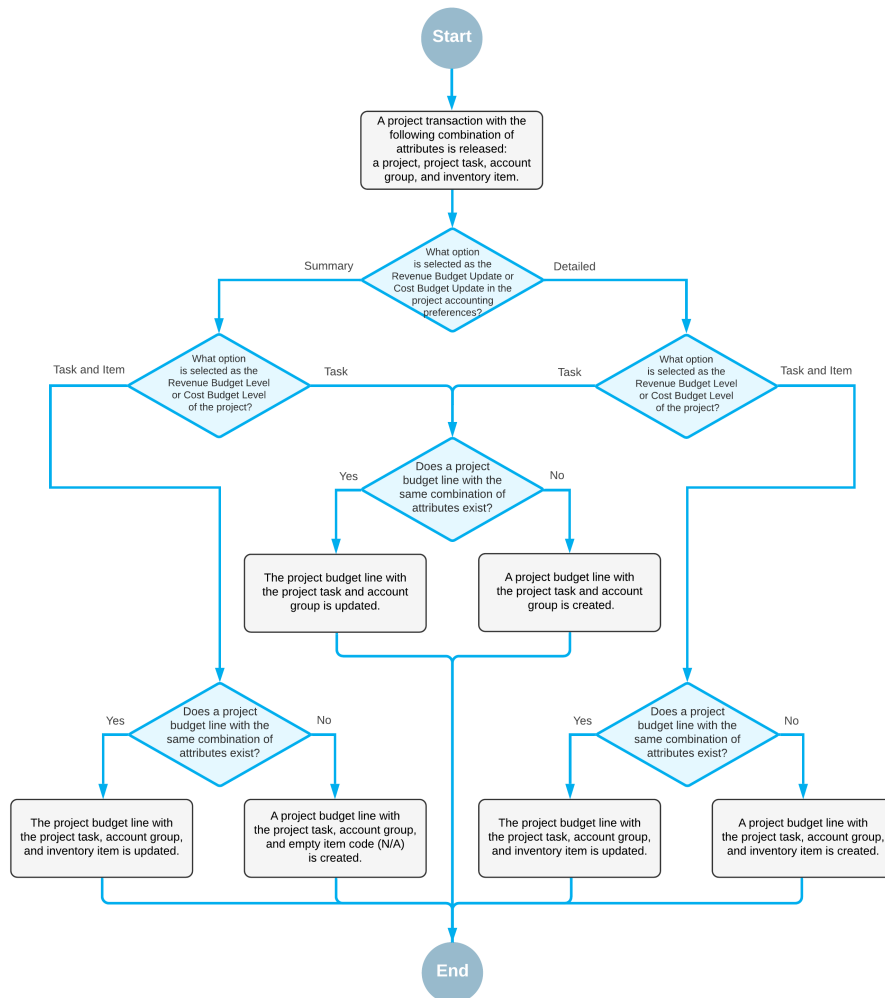 Start
A project transaction with the
following combination of
attributes is released:
a project, project task, account
group, and inventory item.
What option
is selected as the
Revenue Budget Update or
Cost Budget Update in the
project accounting
preferences?
Summary
Detailed
What option
is selected as the
Revenue Budget Level
or Cost Budget Level
of the project?
Task and Item
Task
What option
is selected as the
Revenue Budget Level
or Cost Budget Level
of the project?
Task
Task and Item
Does a project
budget line with the
same combination of
attributes exist?
Yes
No
The project budget line with
the project task and account
group is updated.
A project budget line with
the project task and account
group is created.
Does a project
budget line with the
same combination of
attributes exist?
Yes
No
Does a project
budget line with the
same combination of
attributes exist?
Yes
No
The project budget line with
the project task, account group,
and inventory item is updated.
A project budget line with
the project task, account group,
and empty item code (N/A)
is created.
The project budget line with
the project task, account group,
and inventory item is updated.
A project budget line with
the project task, account group,
and inventory item is created.
End